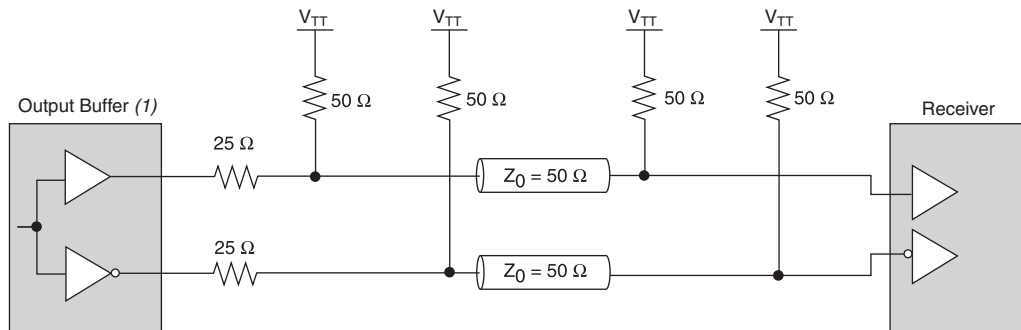 V_TT V_TT V_TT V_TT
50 Ω 50 Ω 50 Ω 50 Ω
Output Buffer (1)
Receiver
25 Ω
Z_0 = 50 Ω
25 Ω
Z_0 = 50 Ω